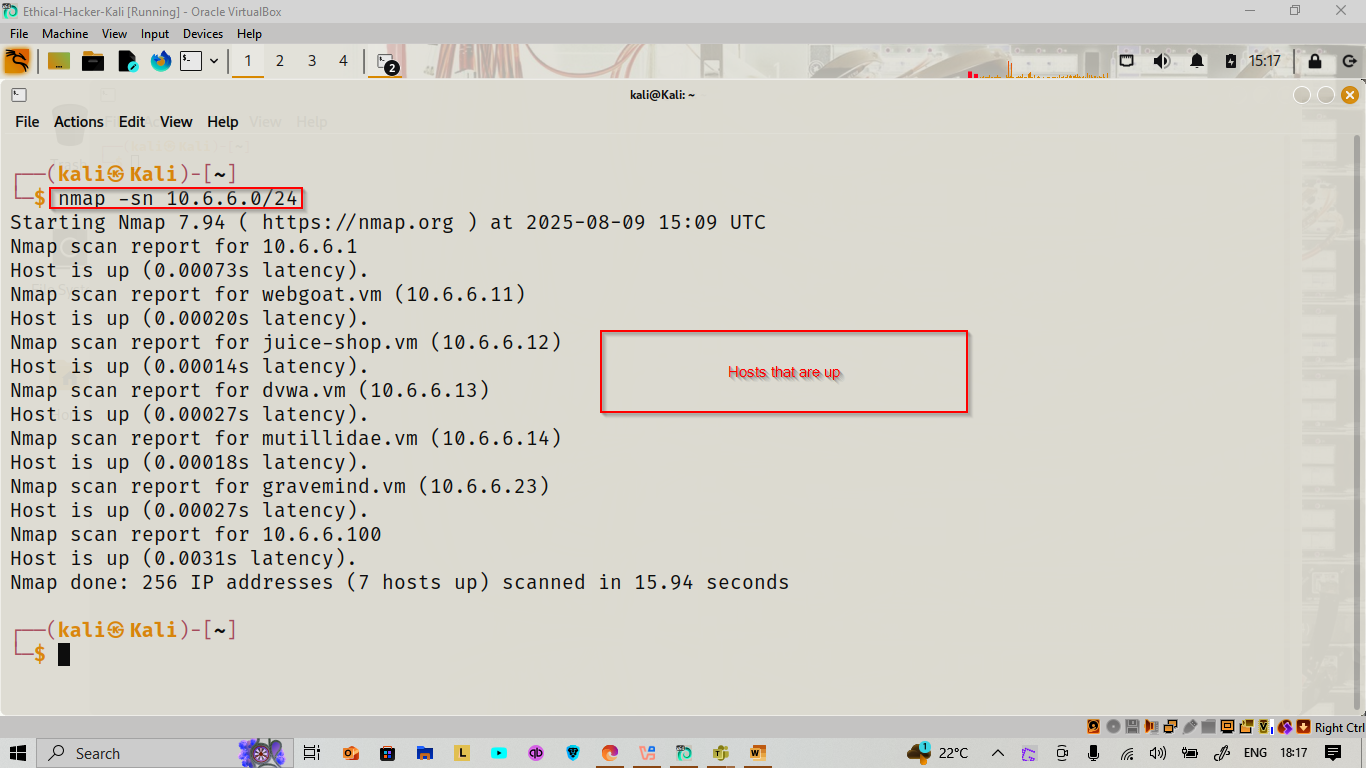 Ethical-Hacker-Kali [Running] - Oracle VirtualBox
File Machine View Input Devices Help
1 2 3 4 2 15:17
kali@Kali: ~
File Actions Edit View Help
┌──(kali㉿Kali)-[~]
└─$ nmap -sn 10.6.6.0/24
Starting Nmap 7.94 ( https://nmap.org ) at 2025-08-09 15:09 UTC
Nmap scan report for 10.6.6.1
Host is up (0.00073s latency).
Nmap scan report for webgoat.vm (10.6.6.11)
Host is up (0.00020s latency).
Nmap scan report for juice-shop.vm (10.6.6.12)
Host is up (0.00014s latency).
Nmap scan report for dvwa.vm (10.6.6.13)
Host is up (0.00027s latency).
Nmap scan report for mutillidae.vm (10.6.6.14)
Host is up (0.00018s latency).
Nmap scan report for gravemind.vm (10.6.6.23)
Host is up (0.00027s latency).
Nmap scan report for 10.6.6.100
Host is up (0.0031s latency).
Nmap done: 256 IP addresses (7 hosts up) scanned in 15.94 seconds
Hosts that are up
┌──(kali㉿Kali)-[~]
└─$
Right Ctrl
Search 1 22°C ENG 18:17